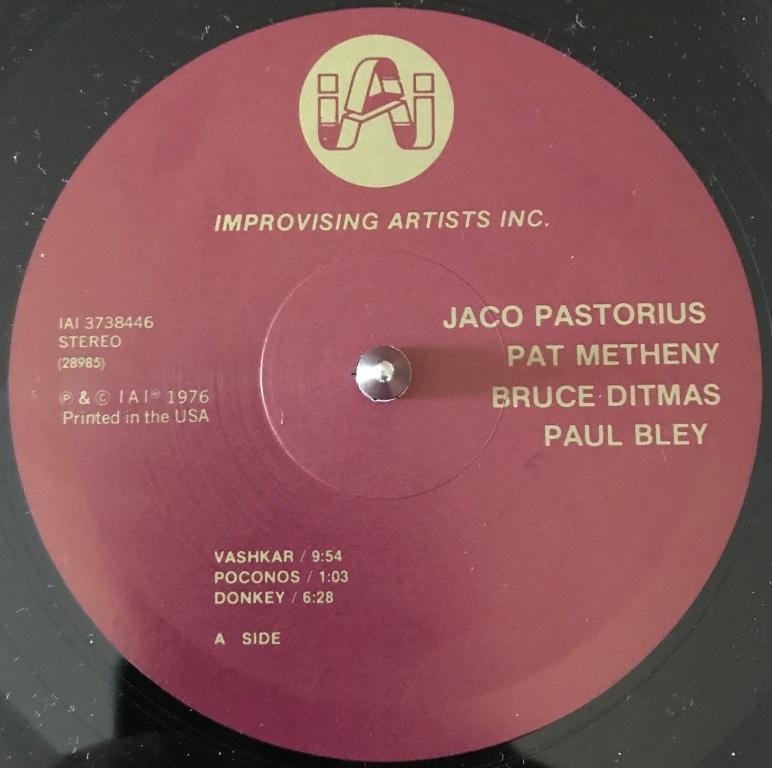 iAi
IMPROVISING ARTISTS INC.
IAI 3738446
STEREO
(28985)
℗ & © I A I™ 1976
Printed in the USA
JACO PASTORIUS
PAT METHENY
BRUCE DITMAS
PAUL BLEY
VASHKAR / 9:54
POCONOS / 1:03
DONKEY / 6:28
A SIDE